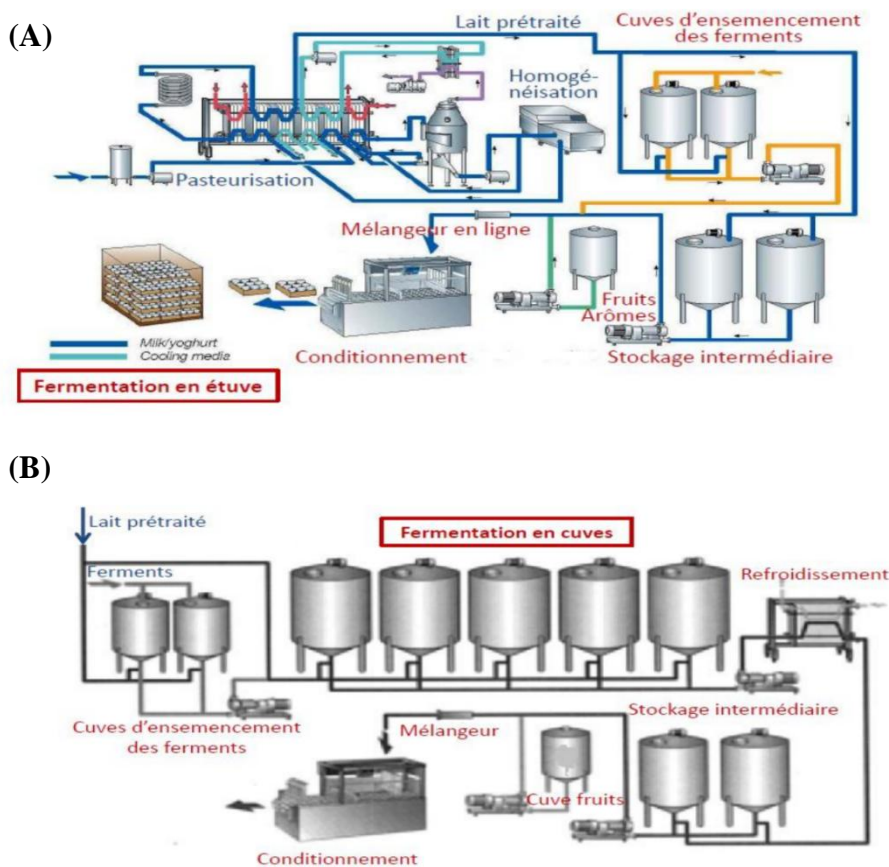 (A)
Lait prétraité
Cuves d'ensemencement
des ferments
Homogé-
néisation
Pasteurisation
Mélangeur en ligne
Fruits
Arômes
Conditionnement
Stockage intermédiaire
Milk/yoghurt
Cooling media
Fermentation en étuve
(B)
Lait prétraité
Fermentation en cuves
Ferments
Refroidissement
Cuves d'ensemencement
des ferments
Stockage intermédiaire
Mélangeur
Cuve fruits
Conditionnement